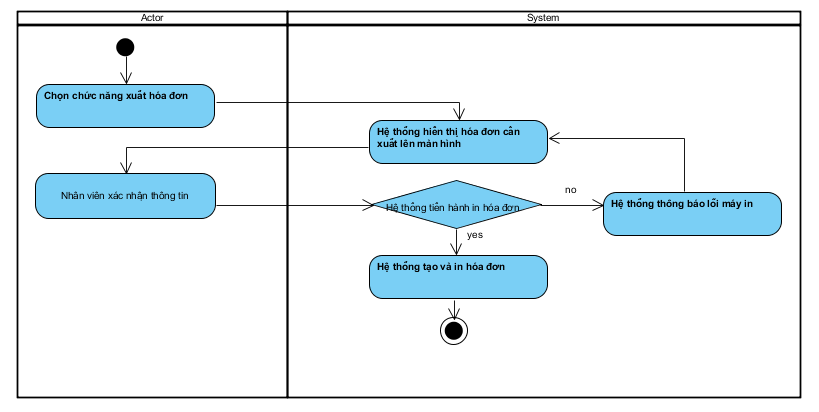 Actor
System
Chọn chức năng xuất hóa đơn
Hệ thống hiển thị hóa đơn cần
xuất lên màn hình
Nhân viên xác nhận thông tin
Hệ thống tiến hành in hóa đơn
no
Hệ thống thông báo lỗi máy in
yes
Hệ thống tạo và in hóa đơn